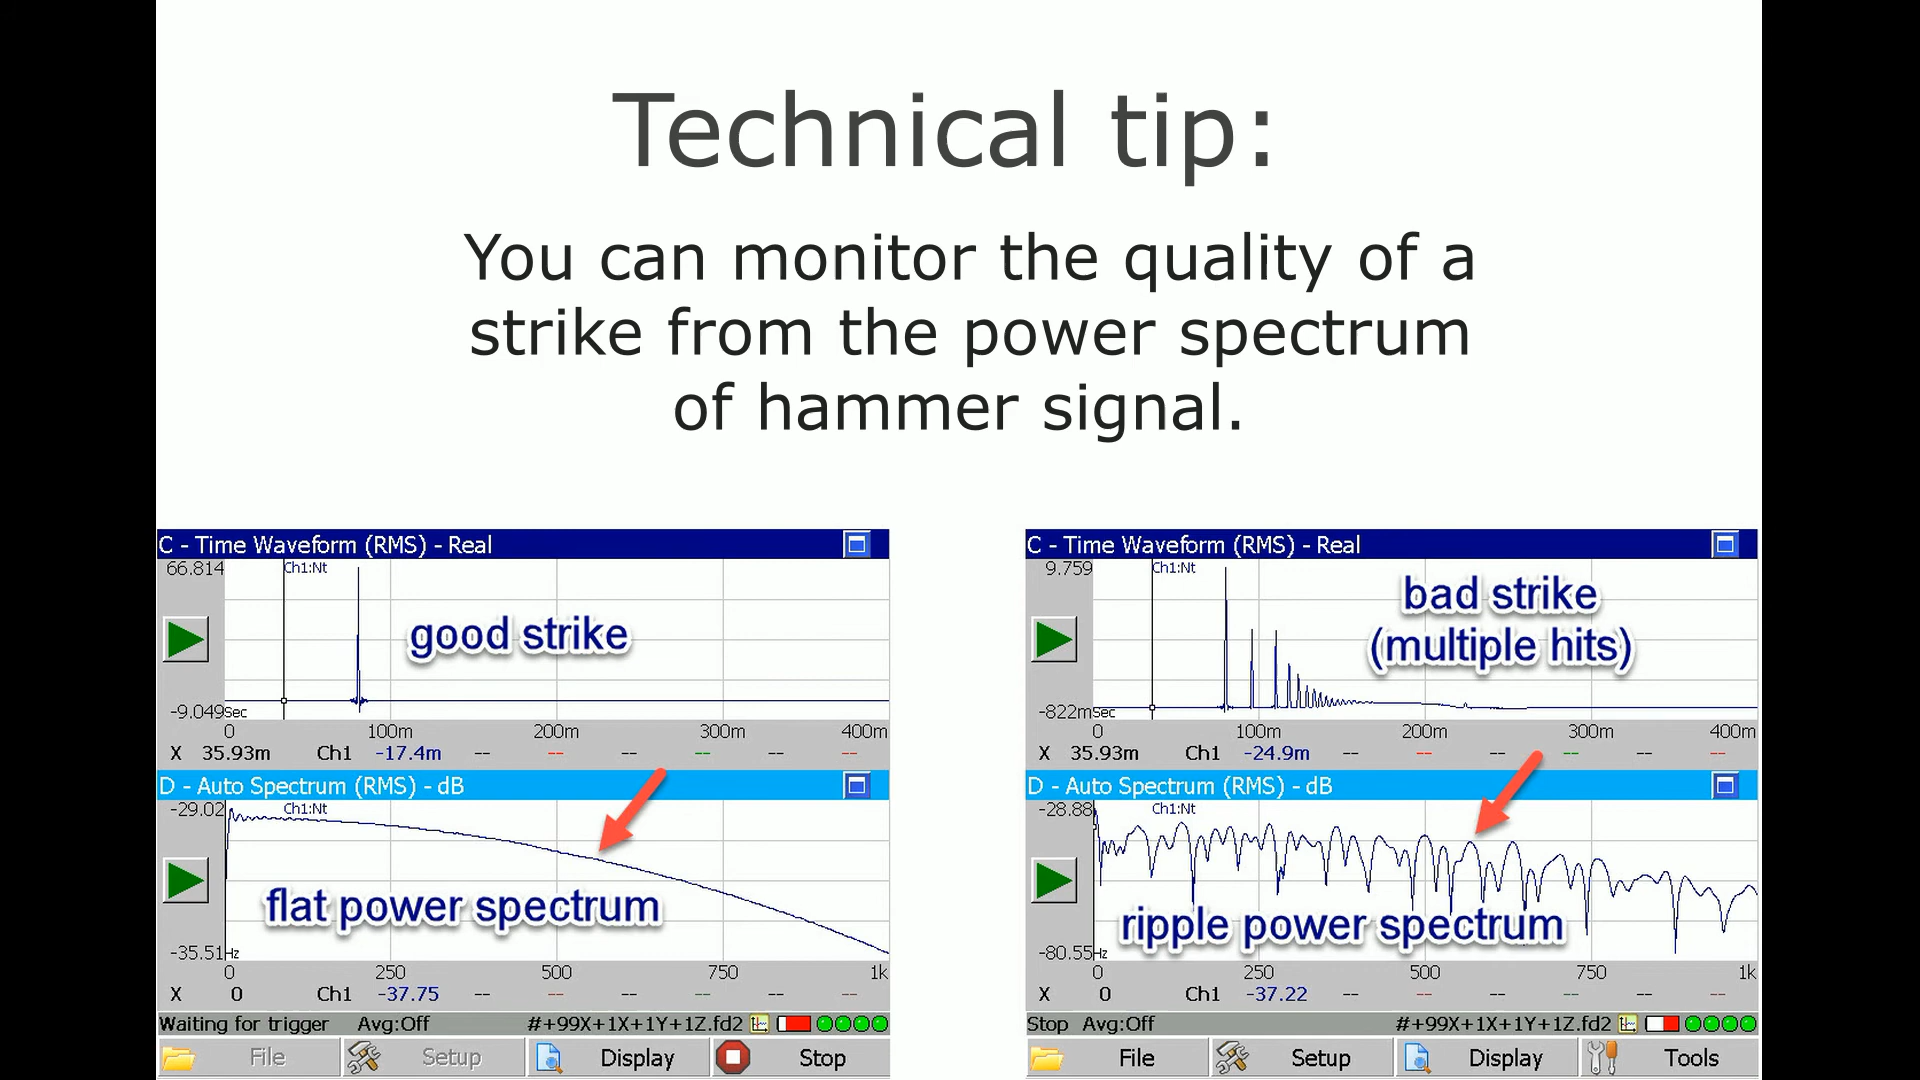 Technical tip:
You can monitor the quality of a
strike from the power spectrum
of hammer signal.
C - Time Waveform (RMS) - Real
66.814
Ch1:Nt
good strike
-9.049Sec
0 100m 200m 300m 400m
X 35.93m Ch1 -17.4m -- -- -- -- -- --
D - Auto Spectrum (RMS) - dB
-29.02
Ch1:Nt
flat power spectrum
-35.51Hz
0 250 500 750 1k
X 0 Ch1 -37.75 -- -- -- -- -- --
Waiting for trigger Avg:Off #+99X+1X+1Y+1Z.fd2
File Setup Display Stop
C - Time Waveform (RMS) - Real
9.759
Ch1:Nt
bad strike
(multiple hits)
-822mSec
0 100m 200m 300m 400m
X 35.93m Ch1 -24.9m -- -- -- -- -- --
D - Auto Spectrum (RMS) - dB
-28.88
Ch1:Nt
ripple power spectrum
-80.55Hz
0 250 500 750 1k
X 0 Ch1 -37.22 -- -- -- -- -- --
Stop Avg:Off #+99X+1X+1Y+1Z.fd2
File Setup Display Tools